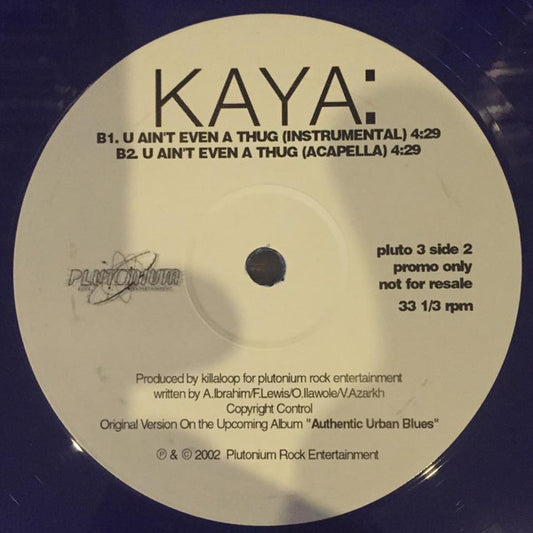 KAYA:
B1. U AIN'T EVEN A THUG (INSTRUMENTAL) 4:29
B2. U AIN'T EVEN A THUG (ACAPELLA) 4:29
PLUTONIUM
ENTERTAINMENT
pluto 3 side 2
promo only
not for resale
33 1/3 rpm
Produced by killaloop for plutonium rock entertainment
written by A.Ibrahim/F.Lewis/O.Ilawole/V.Azarkh
Copyright Control
Original Version On the Upcoming Album "Authentic Urban Blues"
℗ & © 2002 Plutonium Rock Entertainment